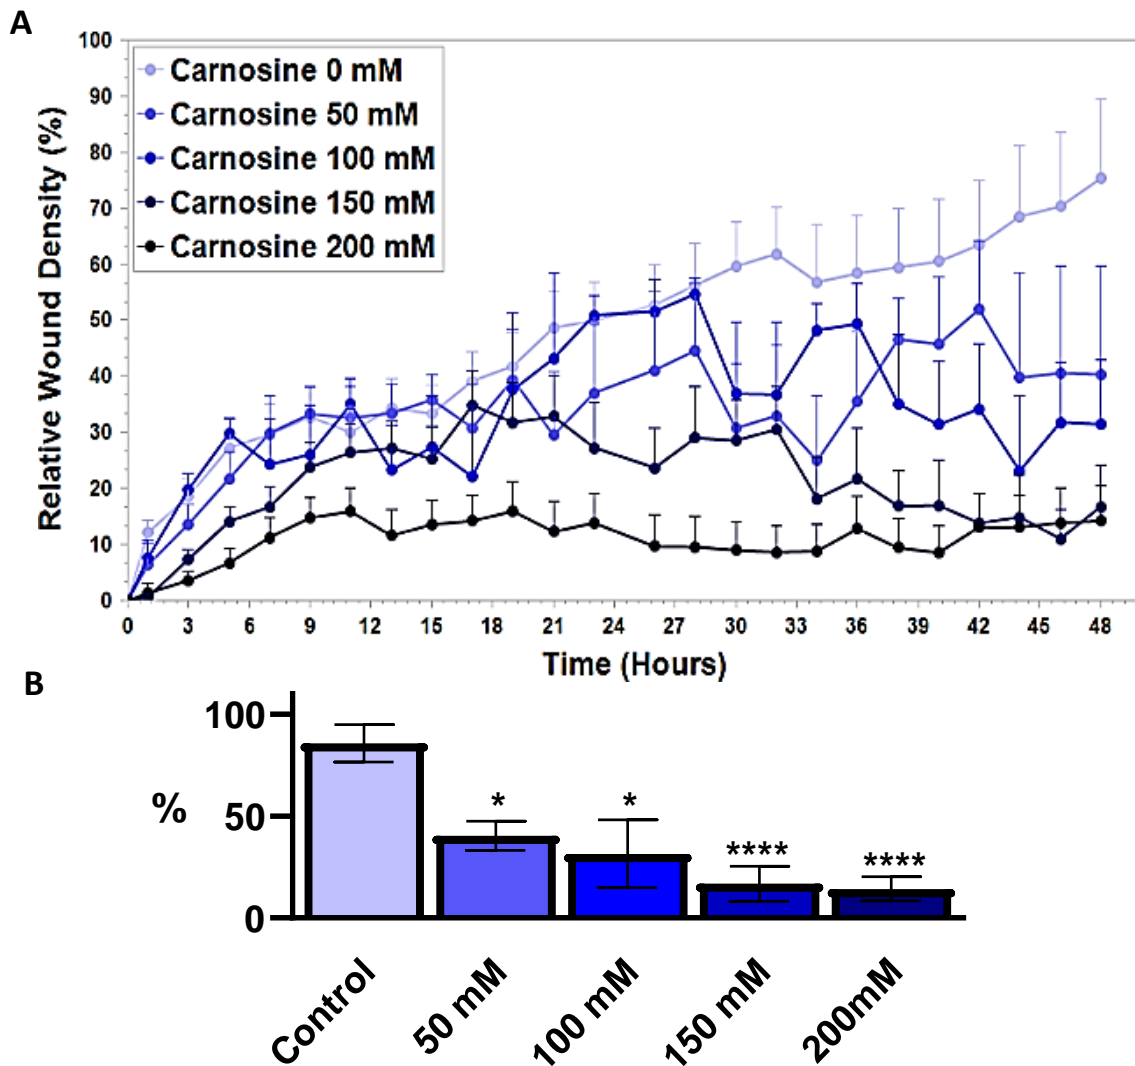 A
100
90
80
70
60
50
40
30
20
10
0
Relative Wound Density (%)
Carnosine 0 mM
Carnosine 50 mM
Carnosine 100 mM
Carnosine 150 mM
Carnosine 200 mM
0 3 6 9 12 15 18 21 24 27 30 33 36 39 42 45 48
Time (Hours)
B
100
50
0
%
*
*
****
****
Control
50 mM
100 mM
150 mM
200mM